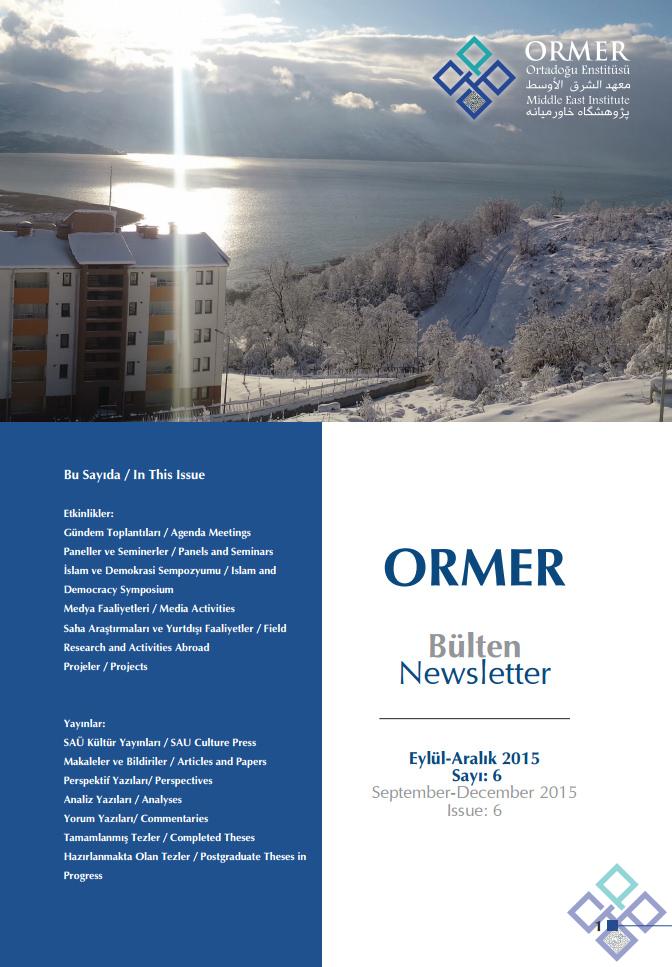 ORMER
Ortadoğu Enstitüsü
معهد الشرق الأوسط
Middle East Institute
پژوهشگاه خاورمیانه
Bu Sayıda / In This Issue
Etkinlikler:
Gündem Toplantıları / Agenda Meetings
Paneller ve Seminerler / Panels and Seminars
İslam ve Demokrasi Sempozyumu / Islam and
Democracy Symposium
Medya Faaliyetleri / Media Activities
Saha Araştırmaları ve Yurtdışı Faaliyetler / Field
Research and Activities Abroad
Projeler / Projects
Yayınlar:
SAÜ Kültür Yayınları / SAU Culture Press
Makaleler ve Bildiriler / Articles and Papers
Perspektif Yazıları/ Perspectives
Analiz Yazıları / Analyses
Yorum Yazıları/ Commentaries
Tamamlanmış Tezler / Completed Theses
Hazırlanmakta Olan Tezler / Postgraduate Theses in
Progress
ORMER
Bülten
Newsletter
Eylül-Aralık 2015
Sayı: 6
September-December 2015
Issue: 6
1